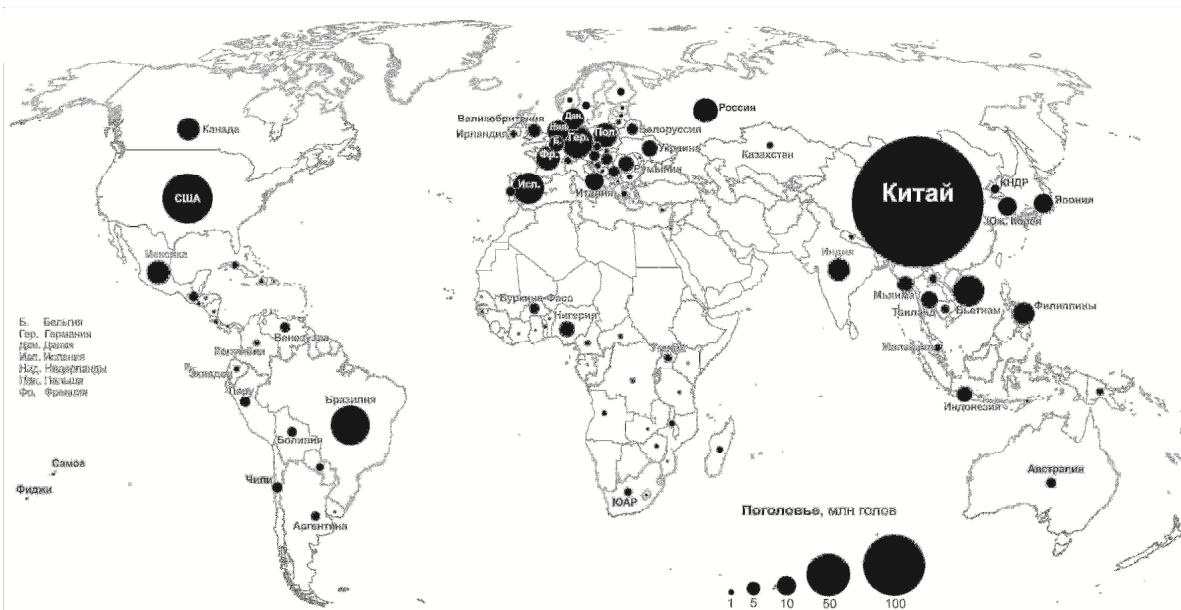 Канада
США
Мексика
Великобритания
Ирландия
Дан.
Нид.
Б.
Гер.
Пол
Фр.
Исп.
Италия
Румыния
Украина
Белоруссия
Россия
Казахстан
Китай
КНДР
Юж. Корея
Япония
Индия
Мьянма
Таиланд
Вьетнам
Филиппины
Малайзия
Индонезия
Австралия
Буркина-Фасо
Нигерия
ЮАР
Венесуэла
Колумбия
Эквадор
Перу
Бразилия
Боливия
Чили
Аргентина
Самоа
Фиджи
Б. Бельгия
Гер. Германия
Дан. Дания
Исп. Испания
Нид. Нидерланды
Пол. Польша
Фр. Франция
Поголовье, млн голов
1 5 10 50 100